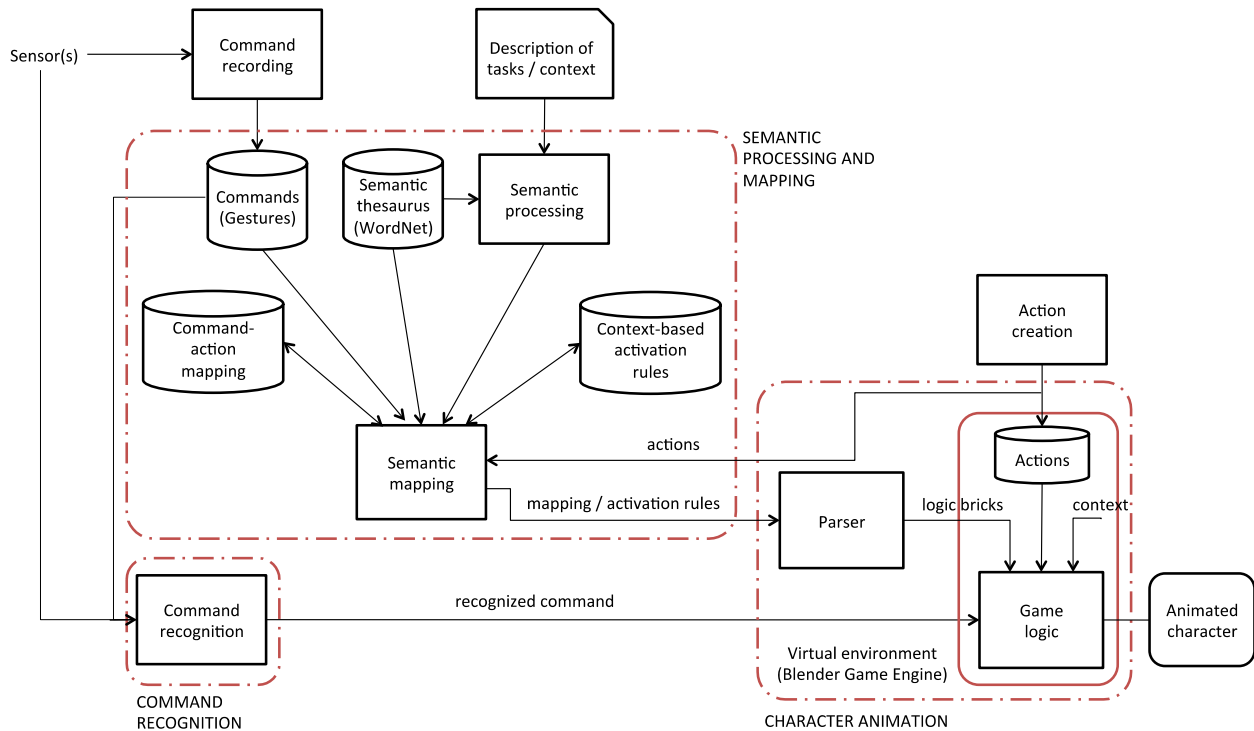 Sensor(s)
Command
recording
Description of
tasks / context
SEMANTIC
PROCESSING AND
MAPPING
Commands
(Gestures)
Semantic
thesaurus
(WordNet)
Semantic
processing
Command-
action
mapping
Context-based
activation
rules
Action
creation
Semantic
mapping
actions
mapping / activation rules
Actions
Parser
logic bricks
context
Command
recognition
recognized command
Game
logic
Animated
character
Virtual environment
(Blender Game Engine)
COMMAND
RECOGNITION
CHARACTER ANIMATION